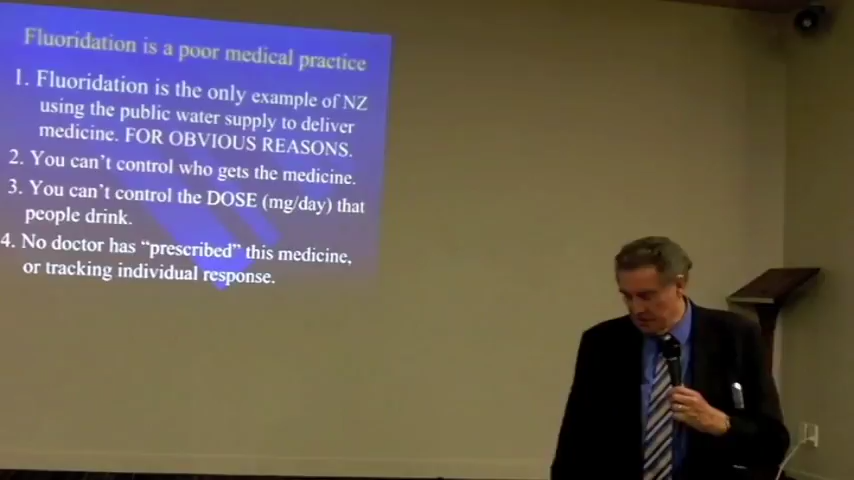 Fluoridation is a poor medical practice
1. Fluoridation is the only example of NZ
using the public water supply to deliver
medicine. FOR OBVIOUS REASONS.
2. You can't control who gets the medicine.
3. You can't control the DOSE (mg/day) that
people drink.
4. No doctor has “prescribed” this medicine,
or tracking individual response.